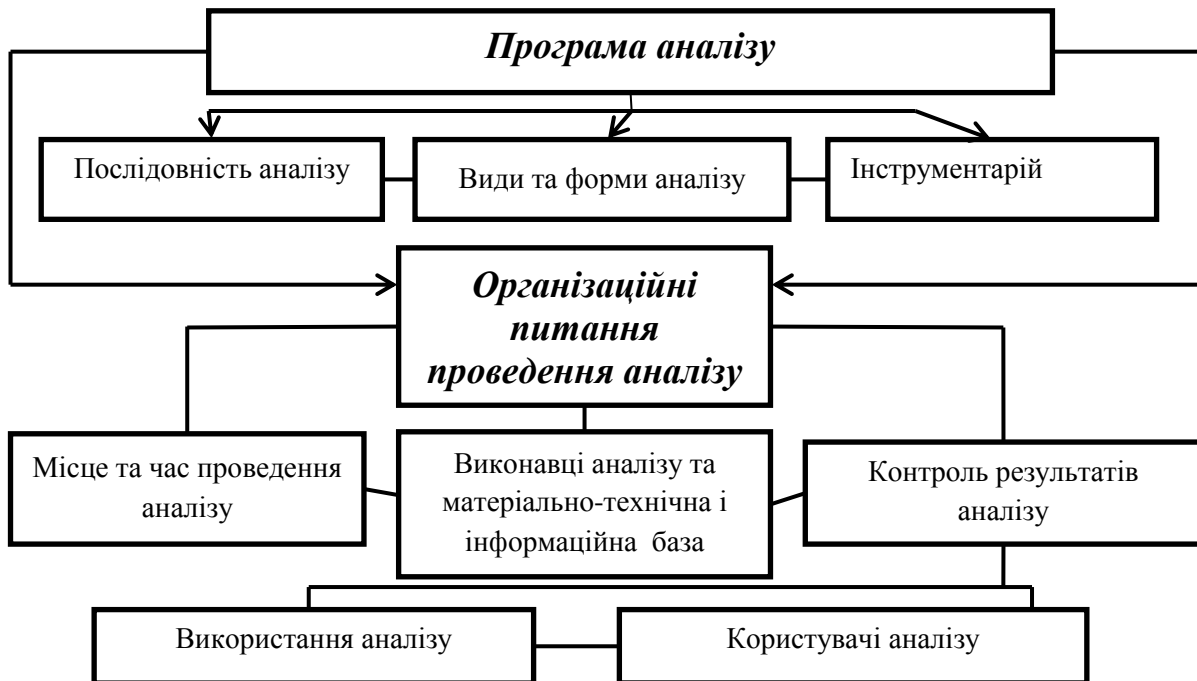 Програма аналізу
Послідовність аналізу
Види та форми аналізу
Інструментарій
Організаційні
питання
проведення аналізу
Місце та час проведення
аналізу
Виконавці аналізу та
матеріально-технічна і
інформаційна база
Контроль результатів
аналізу
Використання аналізу
Користувачі аналізу